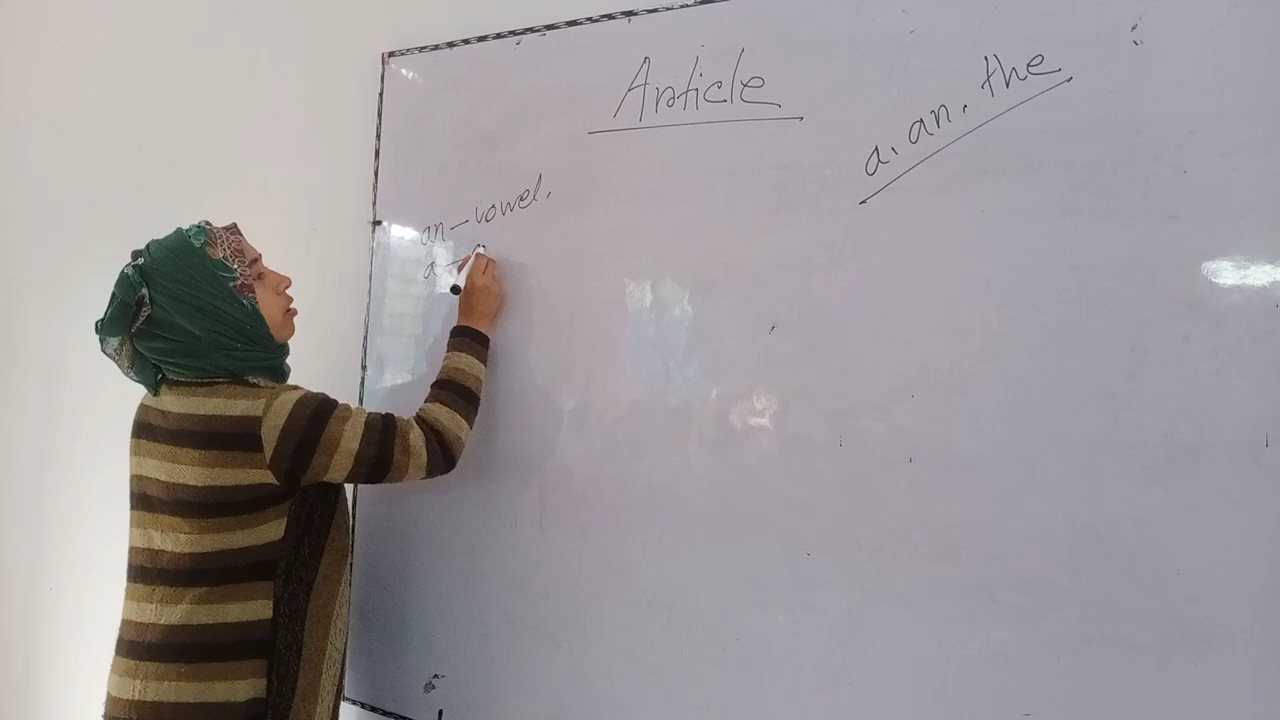 Article
a. an. the
an - vowel.
a -